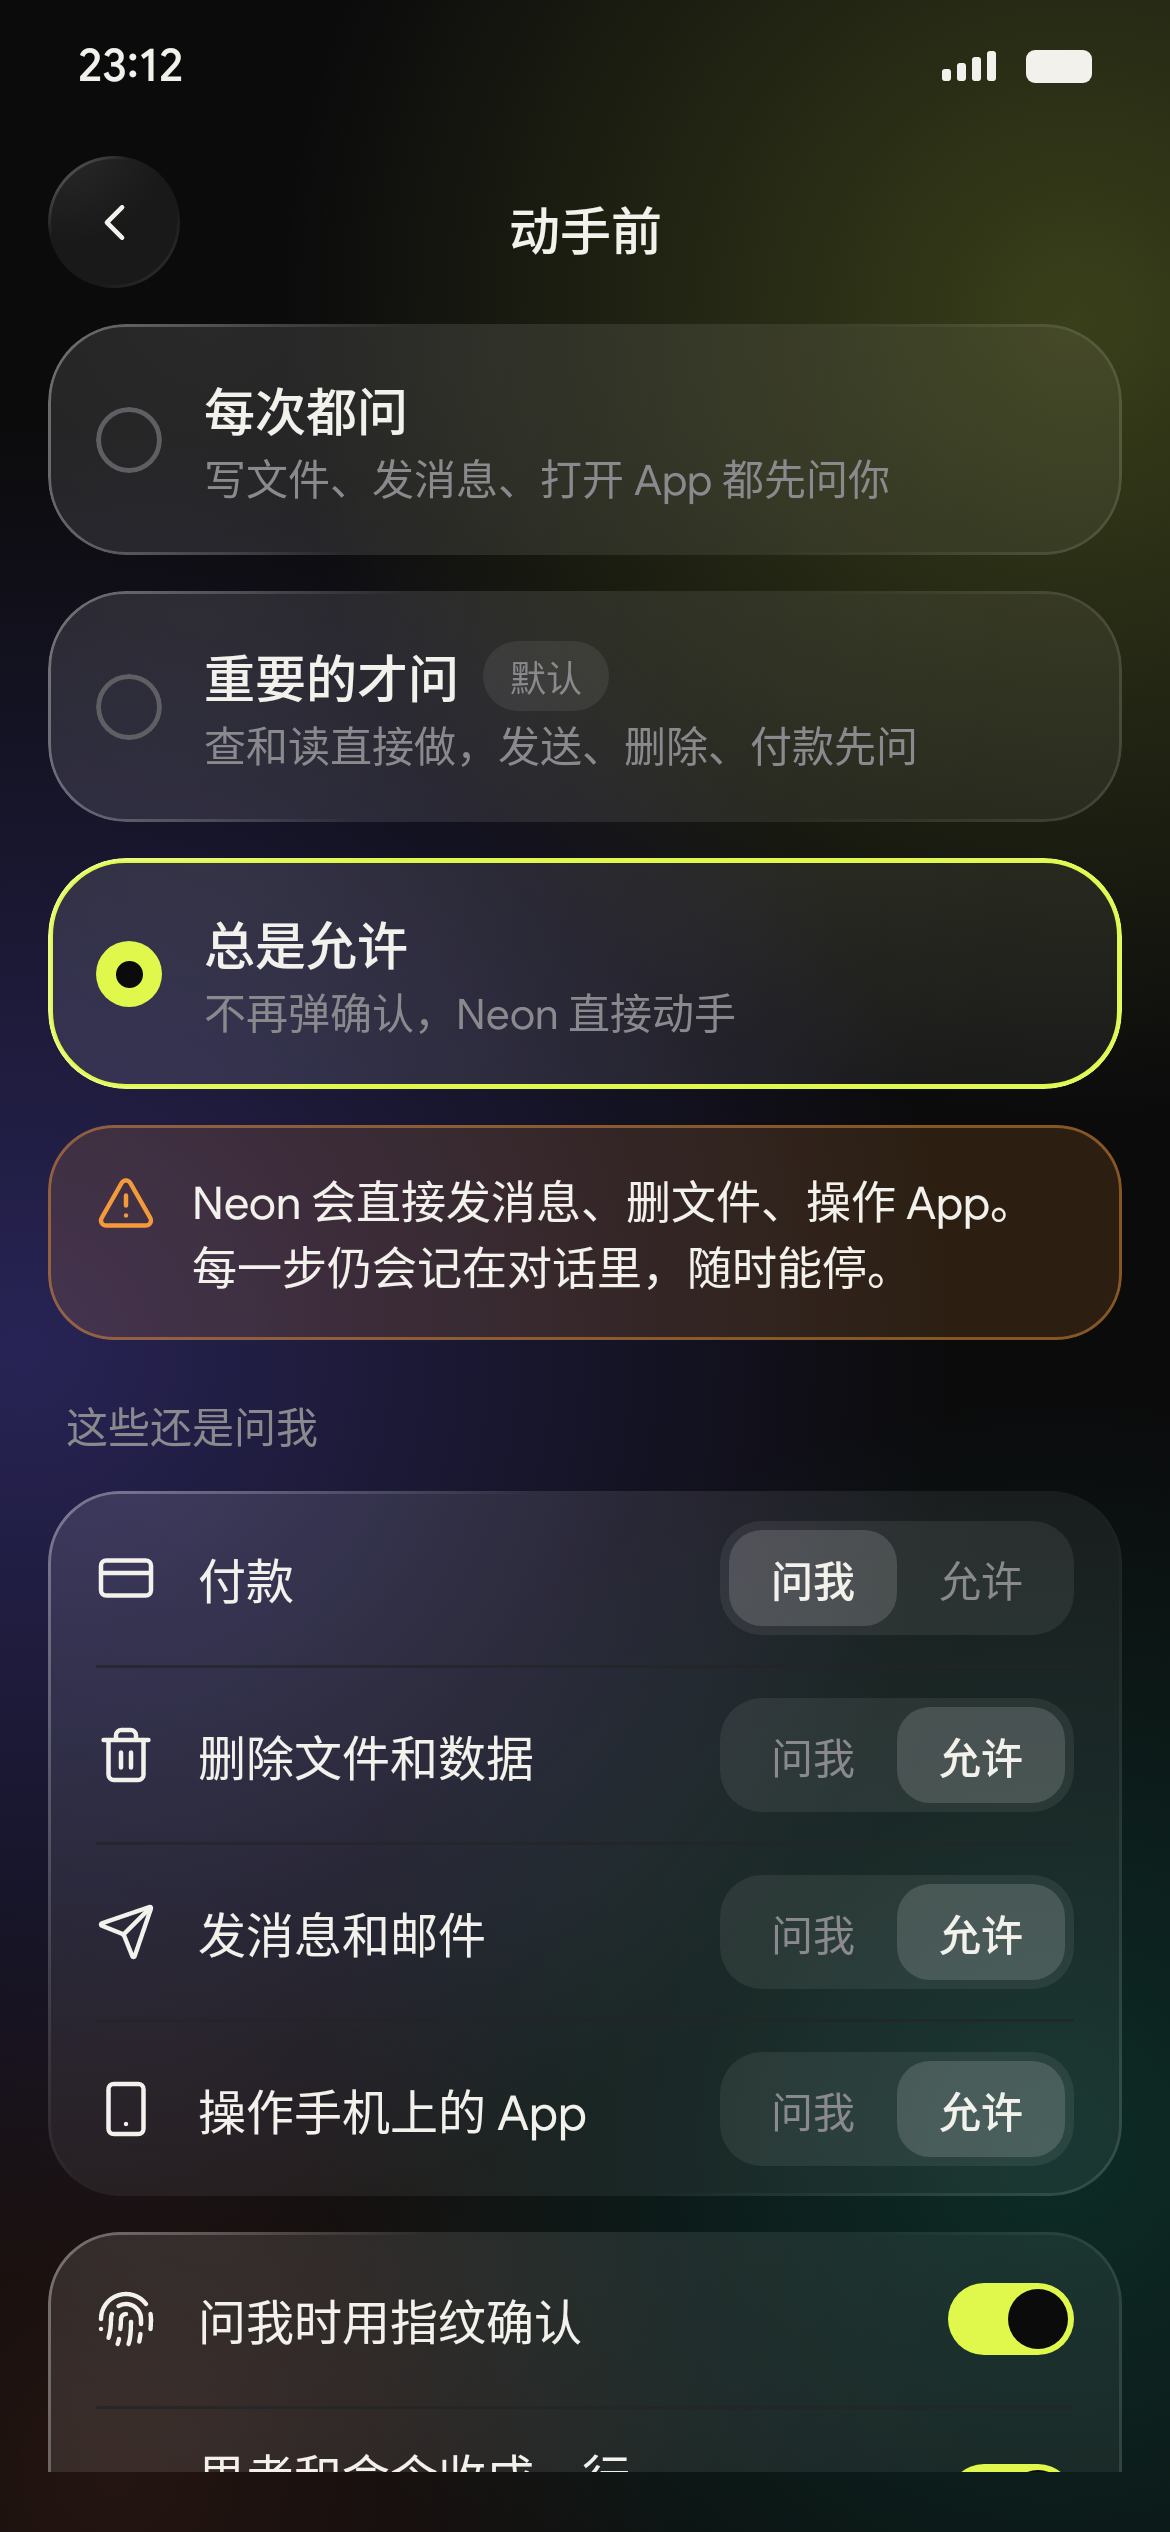 23:12
动手前
每次都问
写文件、发消息、打开 App 都先问你
重要的才问 默认
查和读直接做，发送、删除、付款先问
总是允许
不再弹确认，Neon 直接动手
Neon 会直接发消息、删文件、操作 App。
每一步仍会记在对话里，随时能停。
这些还是问我
付款 问我 允许
删除文件和数据 问我 允许
发消息和邮件 问我 允许
操作手机上的 App 问我 允许
问我时用指纹确认